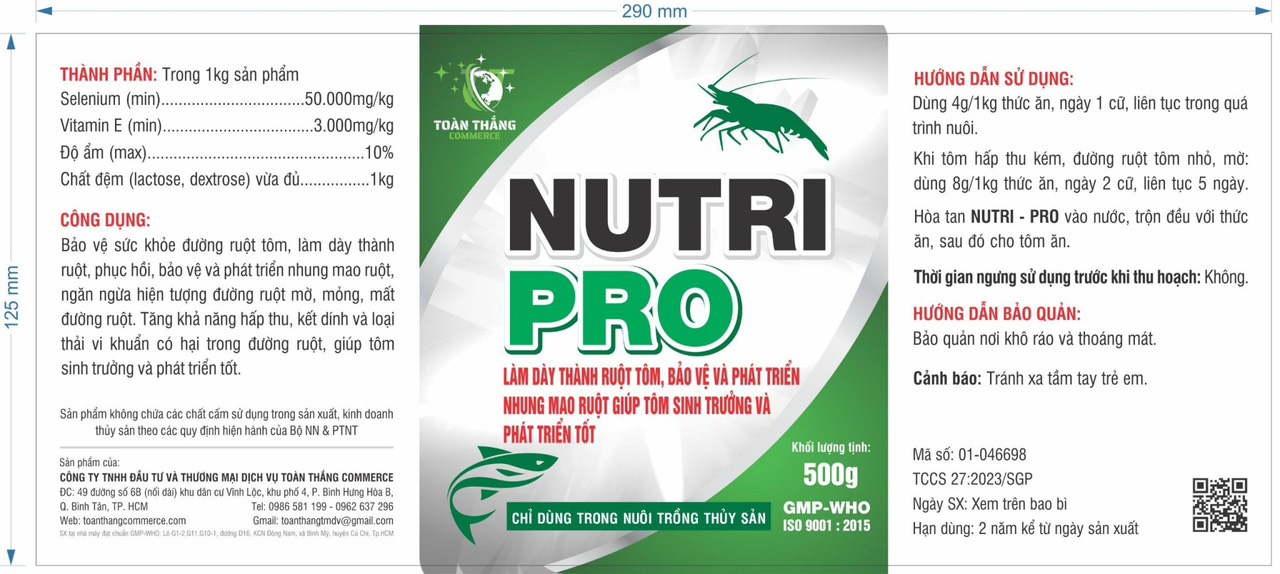 290 mm
125 mm
THÀNH PHẦN: Trong 1kg sản phẩm
Selenium (min)................................50.000mg/kg
Vitamin E (min)..................................3.000mg/kg
Độ ẩm (max).................................................10%
Chất đệm (lactose, dextrose) vừa đủ................1kg
CÔNG DỤNG:
Bảo vệ sức khỏe đường ruột tôm, làm dày thành
ruột, phục hồi, bảo vệ và phát triển nhung mao ruột,
ngăn ngừa hiện tượng đường ruột mờ, mỏng, mất
đường ruột. Tăng khả năng hấp thu, kết dính và loại
thải vi khuẩn có hại trong đường ruột, giúp tôm
sinh trưởng và phát triển tốt.
Sản phẩm không chứa các chất cấm sử dụng trong sản xuất, kinh doanh
thủy sản theo các quy định hiện hành của Bộ NN & PTNT
Sản phẩm của:
CÔNG TY TNHH ĐẦU TƯ VÀ THƯƠNG MẠI DỊCH VỤ TOÀN THẮNG COMMERCE
ĐC: 49 đường số 6B (nối dài) khu dân cư Vĩnh Lộc, khu phố 4, P. Bình Hưng Hòa B,
Q. Bình Tân, TP. HCM Tel: 0986 581 199 - 0962 637 296
Web: toanthangcommerce.com Gmail: toanthangtmdv@gmail.com
SX tại nhà máy đạt chuẩn GMP-WHO: Lô G1-2,G11,G10-1, đường D16, KCN Đông Nam, xã Bình Mỹ, huyện Củ Chi, Tp.HCM
TOÀN THẮNG
COMMERCE
NUTRI
PRO
LÀM DÀY THÀNH RUỘT TÔM, BẢO VỆ VÀ PHÁT TRIỂN
NHUNG MAO RUỘT GIÚP TÔM SINH TRƯỞNG VÀ
PHÁT TRIỂN TỐT
Khối lượng tịnh:
500g
GMP-WHO
ISO 9001 : 2015
CHỈ DÙNG TRONG NUÔI TRỒNG THỦY SẢN
HƯỚNG DẪN SỬ DỤNG:
Dùng 4g/1kg thức ăn, ngày 1 cữ, liên tục trong quá
trình nuôi.
Khi tôm hấp thu kém, đường ruột tôm nhỏ, mờ:
dùng 8g/1kg thức ăn, ngày 2 cữ, liên tục 5 ngày.
Hòa tan NUTRI - PRO vào nước, trộn đều với thức
ăn, sau đó cho tôm ăn.
Thời gian ngưng sử dụng trước khi thu hoạch: Không.
HƯỚNG DẪN BẢO QUẢN:
Bảo quản nơi khô ráo và thoáng mát.
Cảnh báo: Tránh xa tầm tay trẻ em.
Mã số: 01-046698
TCCS 27:2023/SGP
Ngày SX: Xem trên bao bì
Hạn dùng: 2 năm kể từ ngày sản xuất